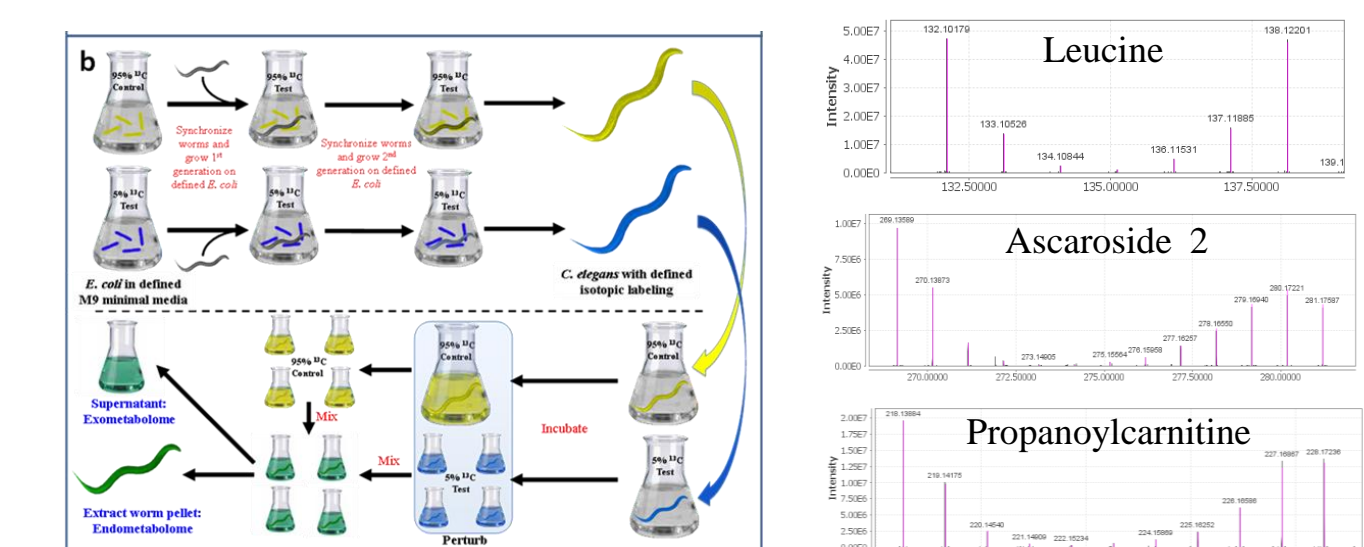 b
95% ¹³C
Control
95% ¹³C
Test
95% ¹³C
Test
Synchronize
worms and
grow 1ˢᵗ
generation on
defined E. coli
Synchronize worms
and grow 2ⁿᵈ
generation on defined
E. coli
5% ¹³C
Test
5% ¹³C
Test
5% ¹³C
Test
E. coli in defined
M9 minimal media
C. elegans with defined
isotopic labeling
95% ¹³C
Control
95% ¹³C
Control
95% ¹³C
Control
Supernatant:
Exometabolome
Mix
Incubate
Mix
5% ¹³C
Test
5% ¹³C
Test
Extract worm pellet:
Endometabolome
Perturb
Leucine
Intensity
5.00E7
4.00E7
3.00E7
2.00E7
1.00E7
0.00E0
132.10179
133.10526
134.10844
136.11531
137.11885
138.12201
139.1
132.50000
135.00000
137.50000
Ascaroside 2
Intensity
1.00E7
7.50E6
5.00E6
2.50E6
0.00E0
269.13589
270.13873
273.14905
275.15564
276.15958
277.16257
278.16550
279.16940
280.17221
281.17587
270.00000
272.50000
275.00000
277.50000
280.00000
Propanoylcarnitine
Intensity
2.00E7
1.75E7
1.50E7
1.25E7
1.00E7
7.50E6
5.00E6
2.50E6
218.13884
219.14175
220.14540
221.14909
222.15234
224.15869
225.16252
226.16586
227.16867
228.17236